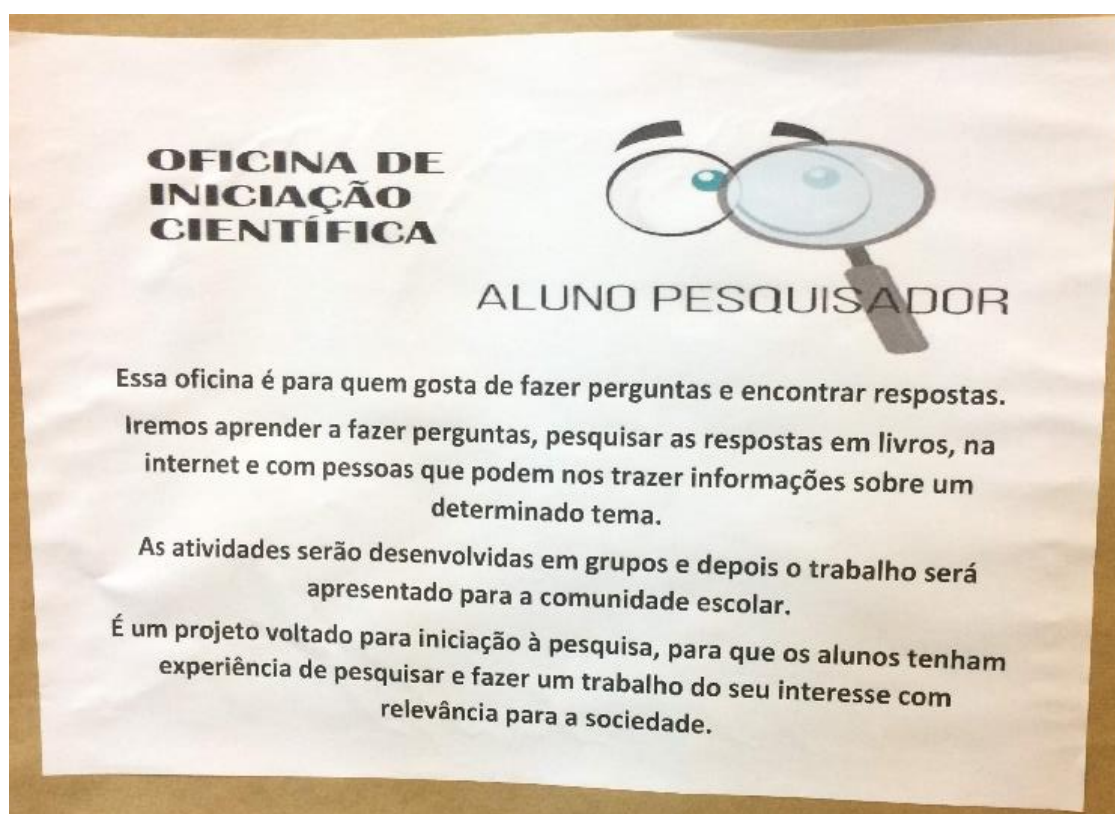 OFICINA DE
INICIAÇÃO
CIENTÍFICA
ALUNO PESQUISADOR
Essa oficina é para quem gosta de fazer perguntas e encontrar respostas.
Iremos aprender a fazer perguntas, pesquisar as respostas em livros, na
internet e com pessoas que podem nos trazer informações sobre um
determinado tema.
As atividades serão desenvolvidas em grupos e depois o trabalho será
apresentado para a comunidade escolar.
É um projeto voltado para iniciação à pesquisa, para que os alunos tenham
experiência de pesquisar e fazer um trabalho do seu interesse com
relevância para a sociedade.